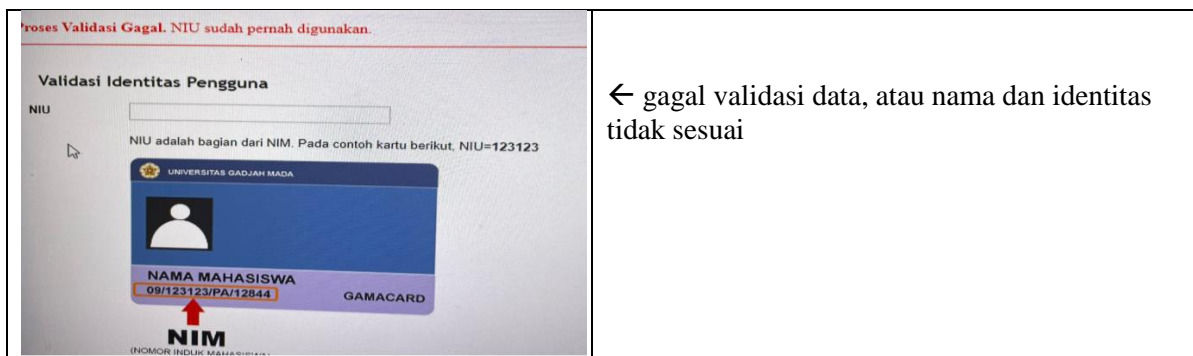 Proses Validasi Gagal. NIU sudah pernah digunakan.
Validasi Identitas Pengguna
NIU
NIU adalah bagian dari NIM. Pada contoh kartu berikut, NIU=123123
UNIVERSITAS GADJAH MADA
NAMA MAHASISWA
09/123123/PA/12844
GAMACARD
NIM
(NOMOR INDUK MAHASISWA)
← gagal validasi data, atau nama dan identitas
tidak sesuai